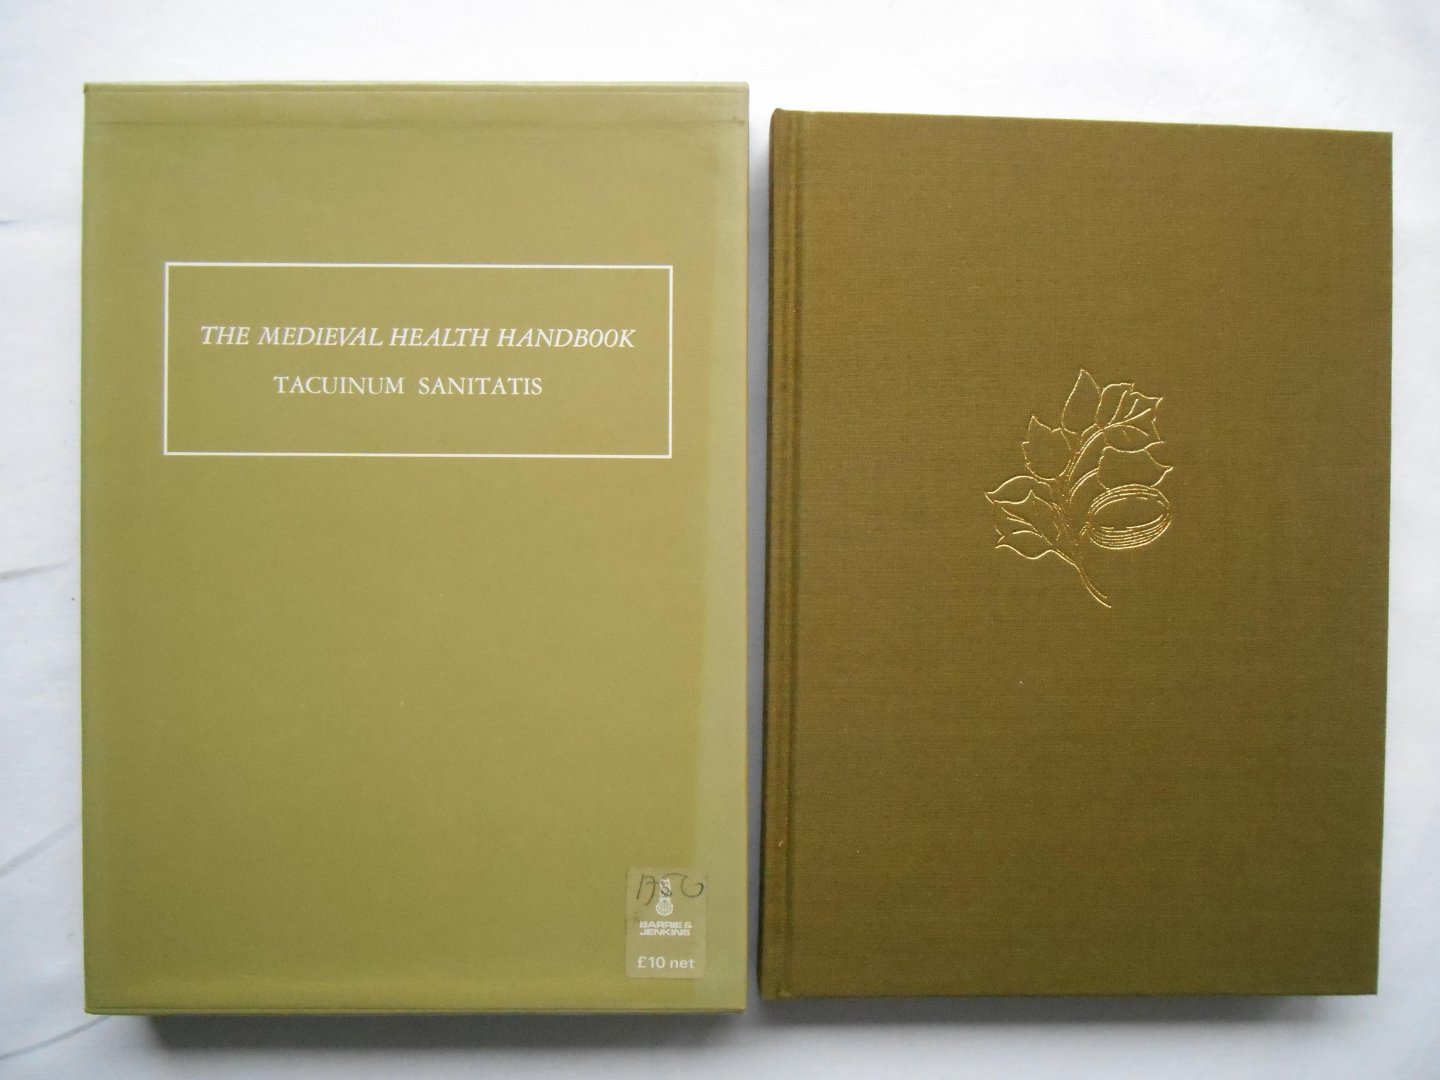 THE MEDIEVAL HEALTH HANDBOOK
TACUINUM SANITATIS
BARRIE &
JENKINS
£10 net